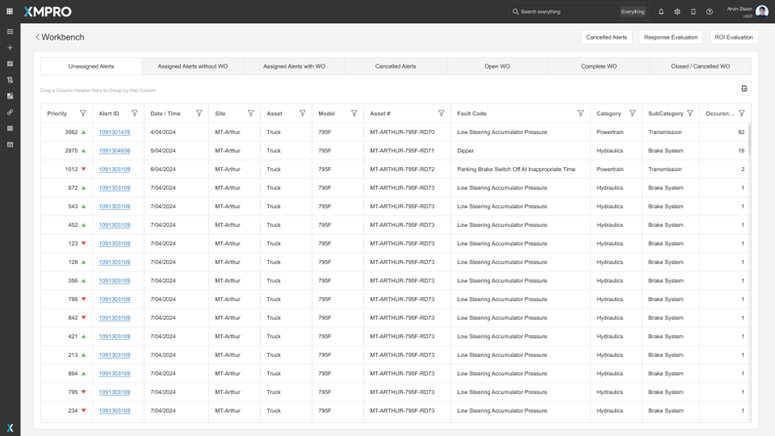 XMPRO Search everything Everything Arvin Dizon
USER
Workbench Cancelled Alerts Response Evaluation ROI Evaluation
Unassigned Alerts Assigned Alerts without WO Assigned Alerts with WO Cancelled Alerts Open WO Complete WO Closed / Cancelled WO
Drag a Column Header Here to Group by that Column
Priority Alert ID Date / Time Site Asset Model Asset # Fault Code Category SubCategory Occuren...
3562 1091301478 4/04/2024 MT-Arthur Truck 795F MT-ARTHUR-795F-RD70 Low Steering Accumulator Pressure Powertrain Transmission 82
2975 1091304938 5/04/2024 MT-Arthur Truck 795F MT-ARTHUR-795F-RD71 Dipper Hydraulics Brake System 16
1012 1091303109 6/04/2024 MT-Arthur Truck 795F MT-ARTHUR-795F-RD72 Parking Brake Switch Off At Inappropriate Time Powertrain Transmission 2
872 1091303109 7/04/2024 MT-Arthur Truck 795F MT-ARTHUR-795F-RD73 Low Steering Accumulator Pressure Hydraulics Brake System 1
543 1091303109 7/04/2024 MT-Arthur Truck 795F MT-ARTHUR-795F-RD73 Low Steering Accumulator Pressure Hydraulics Brake System 1
452 1091303109 7/04/2024 MT-Arthur Truck 795F MT-ARTHUR-795F-RD73 Low Steering Accumulator Pressure Hydraulics Brake System 1
123 1091303109 7/04/2024 MT-Arthur Truck 795F MT-ARTHUR-795F-RD73 Low Steering Accumulator Pressure Hydraulics Brake System 1
128 1091303109 7/04/2024 MT-Arthur Truck 795F MT-ARTHUR-795F-RD73 Low Steering Accumulator Pressure Hydraulics Brake System 1
356 1091303109 7/04/2024 MT-Arthur Truck 795F MT-ARTHUR-795F-RD73 Low Steering Accumulator Pressure Hydraulics Brake System 1
786 1091303109 7/04/2024 MT-Arthur Truck 795F MT-ARTHUR-795F-RD73 Low Steering Accumulator Pressure Hydraulics Brake System 1
842 1091303109 7/04/2024 MT-Arthur Truck 795F MT-ARTHUR-795F-RD73 Low Steering Accumulator Pressure Hydraulics Brake System 1
421 1091303109 7/04/2024 MT-Arthur Truck 795F MT-ARTHUR-795F-RD73 Low Steering Accumulator Pressure Hydraulics Brake System 1
213 1091303109 7/04/2024 MT-Arthur Truck 795F MT-ARTHUR-795F-RD73 Low Steering Accumulator Pressure Hydraulics Brake System 1
864 1091303109 7/04/2024 MT-Arthur Truck 795F MT-ARTHUR-795F-RD73 Low Steering Accumulator Pressure Hydraulics Brake System 1
795 1091303109 7/04/2024 MT-Arthur Truck 795F MT-ARTHUR-795F-RD73 Low Steering Accumulator Pressure Hydraulics Brake System 1
234 1091303109 7/04/2024 MT-Arthur Truck 795F MT-ARTHUR-795F-RD73 Low Steering Accumulator Pressure Hydraulics Brake System 1